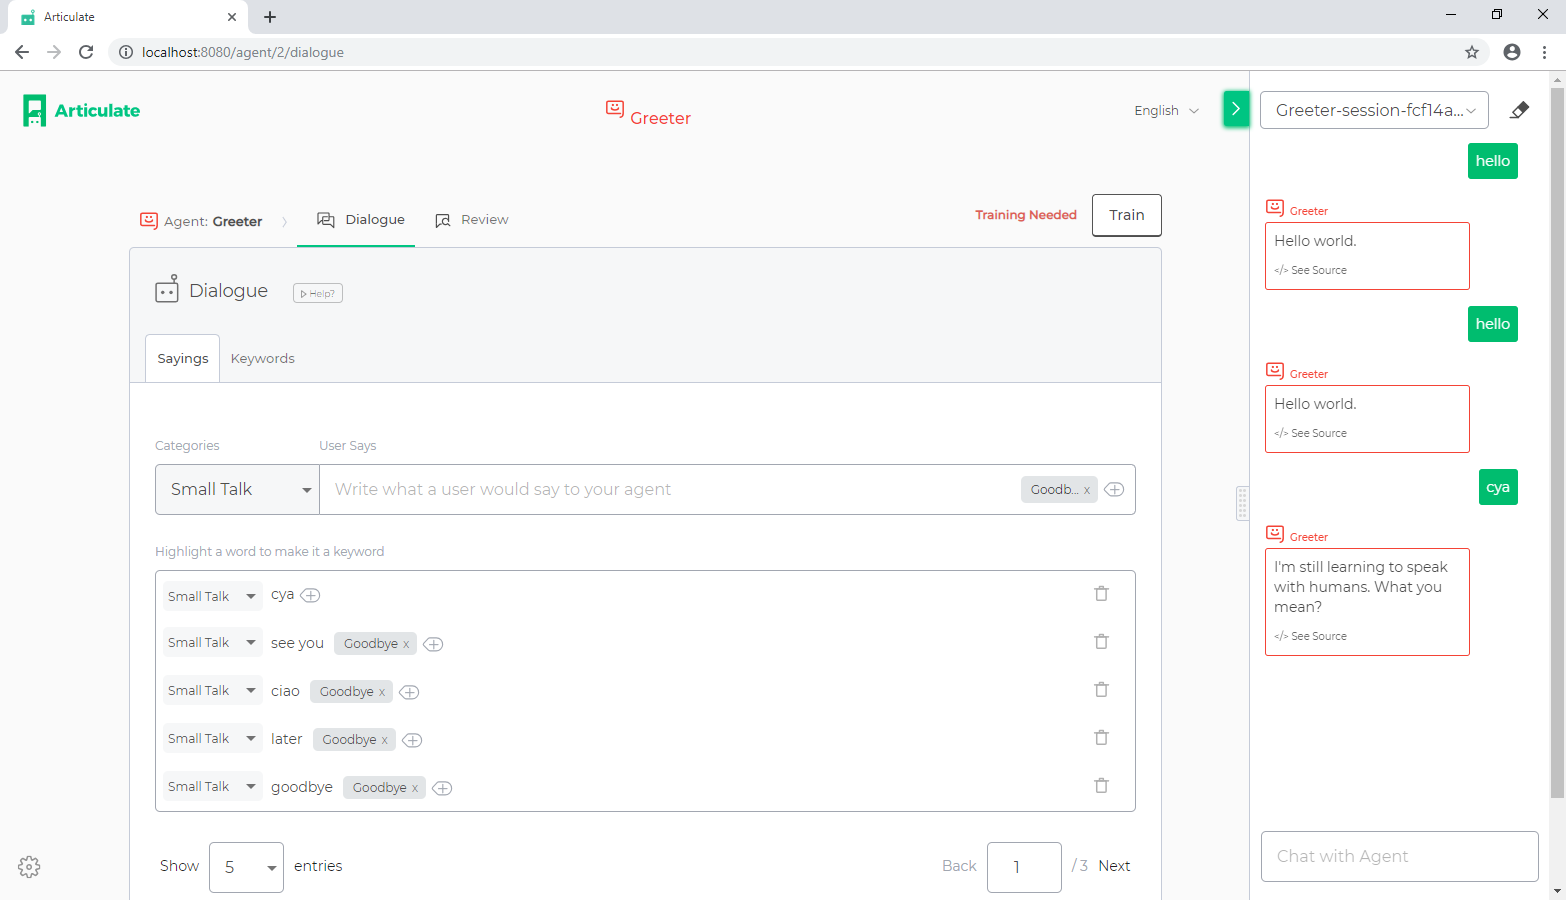 Articulate
localhost:8080/agent/2/dialogue
Articulate
Greeter
English
Agent: Greeter
Dialogue
Review
Training Needed
Train
Dialogue
Help?
Sayings
Keywords
Categories
User Says
Small Talk
Write what a user would say to your agent
Goodb... x
Highlight a word to make it a keyword
Small Talk cya
Small Talk see you Goodbye x
Small Talk ciao Goodbye x
Small Talk later Goodbye x
Small Talk goodbye Goodbye x
Show 5 entries
Back 1 / 3 Next
Greeter-session-fcf14a...
hello
Greeter
Hello world.
</> See Source
hello
Greeter
Hello world.
</> See Source
cya
Greeter
I'm still learning to speak
with humans. What you
mean?
</> See Source
Chat with Agent